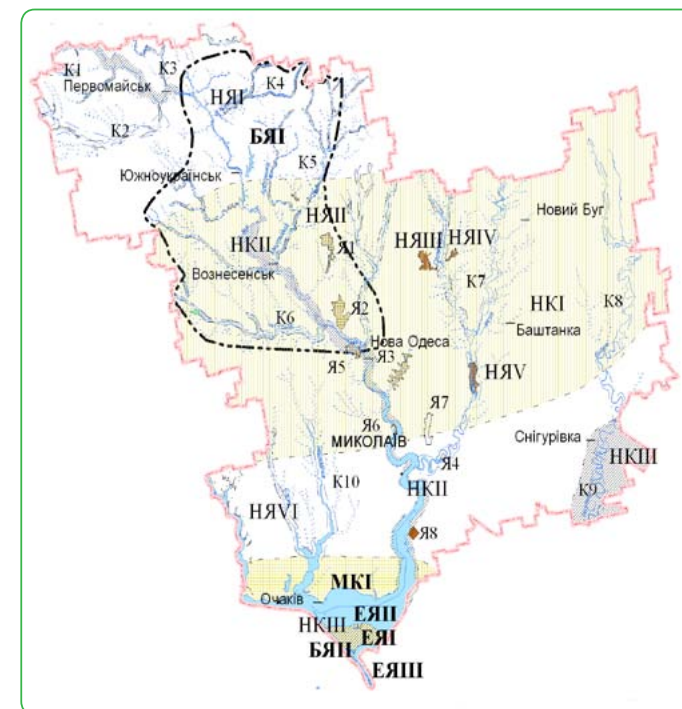 К1
К3
К4
НЯІ
Первомайськ
К2
БЯІ
К5
Южноукраїнськ
НЯІІ
Новий Буг
НКІІ
Я1
НЯІІІ
НЯІV
Вознесенськ
К7
НКІ
К8
Я2
К6
Баштанка
Нова Одеса
Я3
Я5
НЯV
Я6
Я7
МИКОЛАЇВ
Снігурівка
Я4
НКІІІ
К10
НКІІ
К9
НЯVІ
Я8
МКІ
Очаків
ЕЯІІ
НКІІІ
ЕЯІ
БЯІІ
ЕЯІІІ